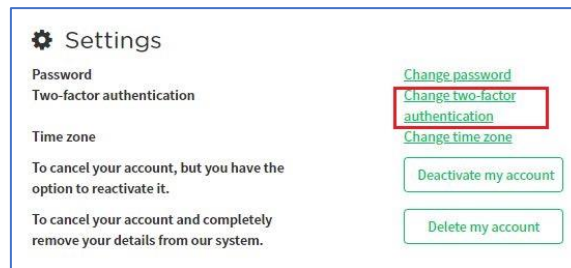 Settings
Password Change password
Two-factor authentication Change two-factor
authentication
Time zone Change time zone
To cancel your account, but you have the
option to reactivate it.
Deactivate my account
To cancel your account and completely
remove your details from our system.
Delete my account